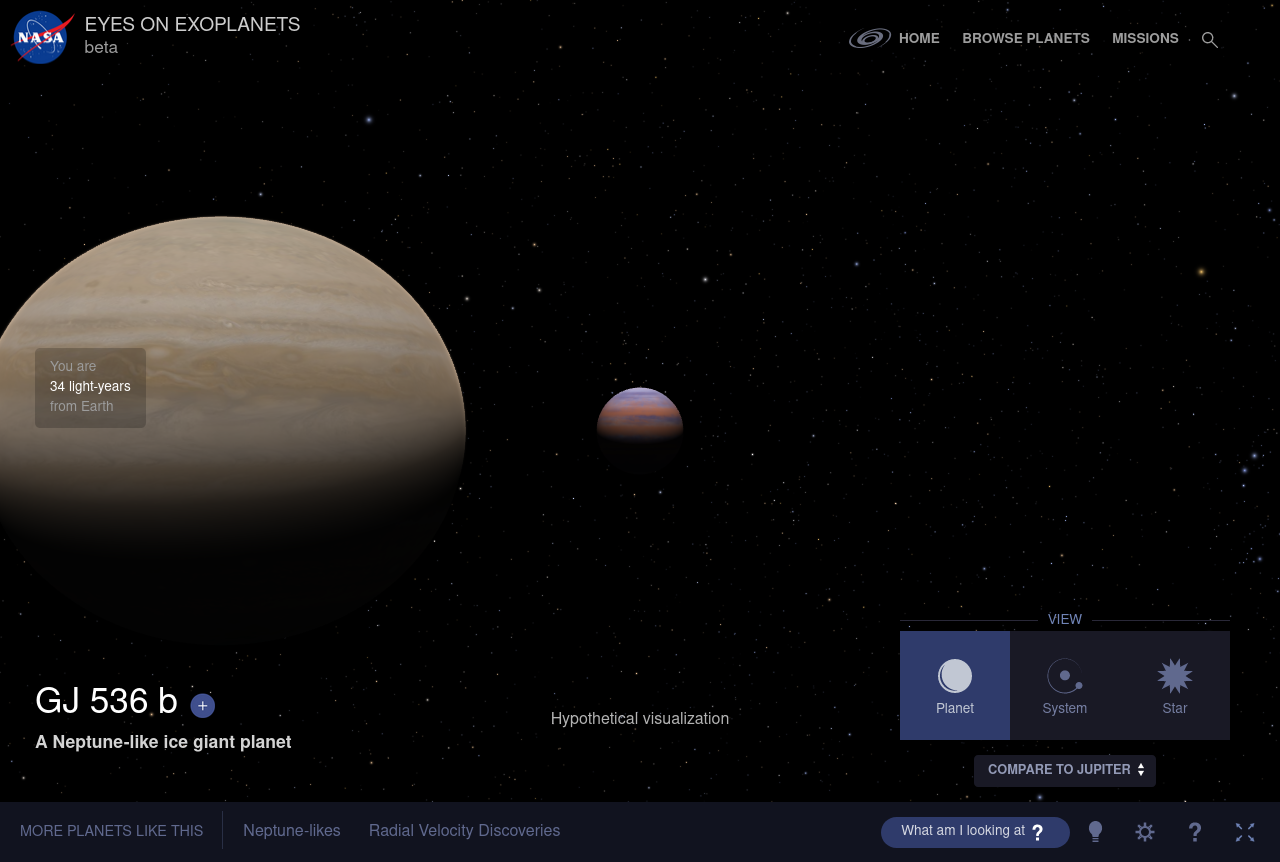 NASA
EYES ON EXOPLANETS
beta
HOME
BROWSE PLANETS
MISSIONS
You are
34 light-years
from Earth
GJ 536 b +
A Neptune-like ice giant planet
Hypothetical visualization
VIEW
Planet
System
Star
COMPARE TO JUPITER
MORE PLANETS LIKE THIS
Neptune-likes
Radial Velocity Discoveries
What am I looking at ?
?